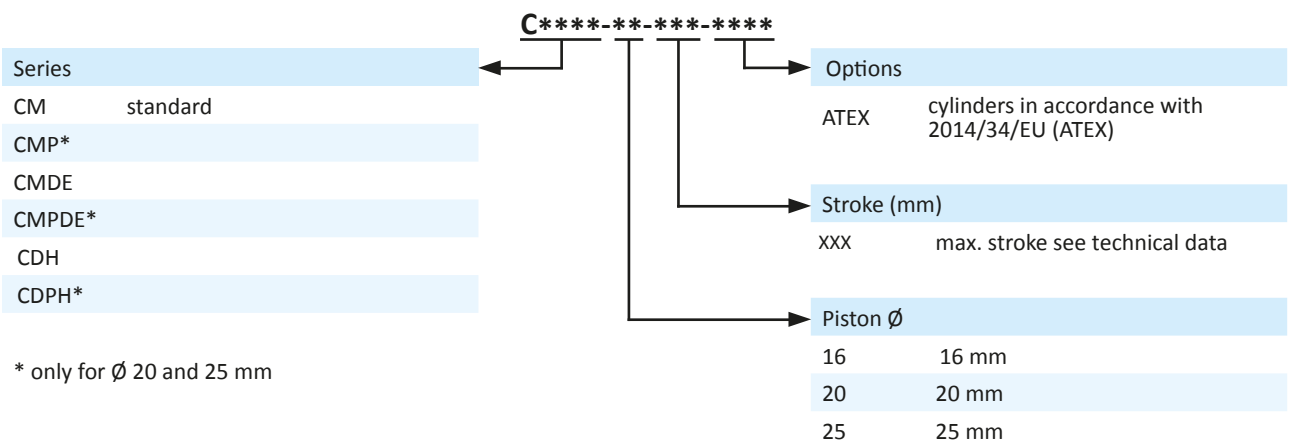 C****-**-***-****
Series
CM standard
CMP*
CMDE
CMPDE*
CDH
CDPH*
* only for Ø 20 and 25 mm
Options
ATEX cylinders in accordance with
2014/34/EU (ATEX)
Stroke (mm)
XXX max. stroke see technical data
Piston Ø
16 16 mm
20 20 mm
25 25 mm